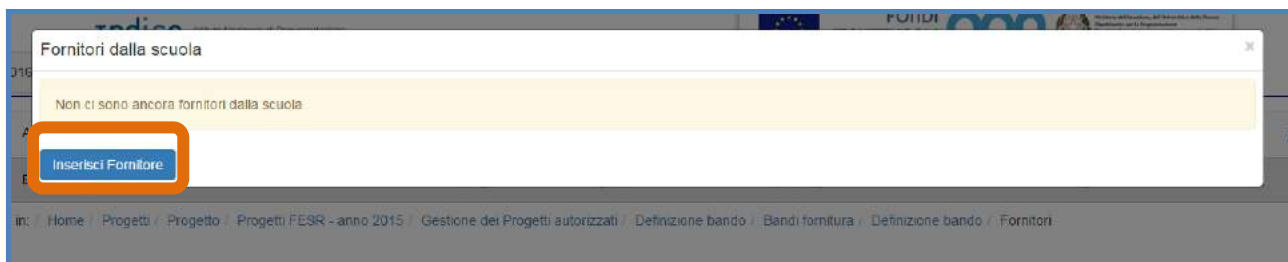 FONDI
Fornitori dalla scuola
×
Non ci sono ancora fornitori dalla scuola
Inserisci Fornitore
in: / Home / Progetti / Progetto / Progetti FESR - anno 2015 / Gestione dei Progetti autorizzati / Definizione bando / Bandi fornitura / Definizione bando / Fornitori